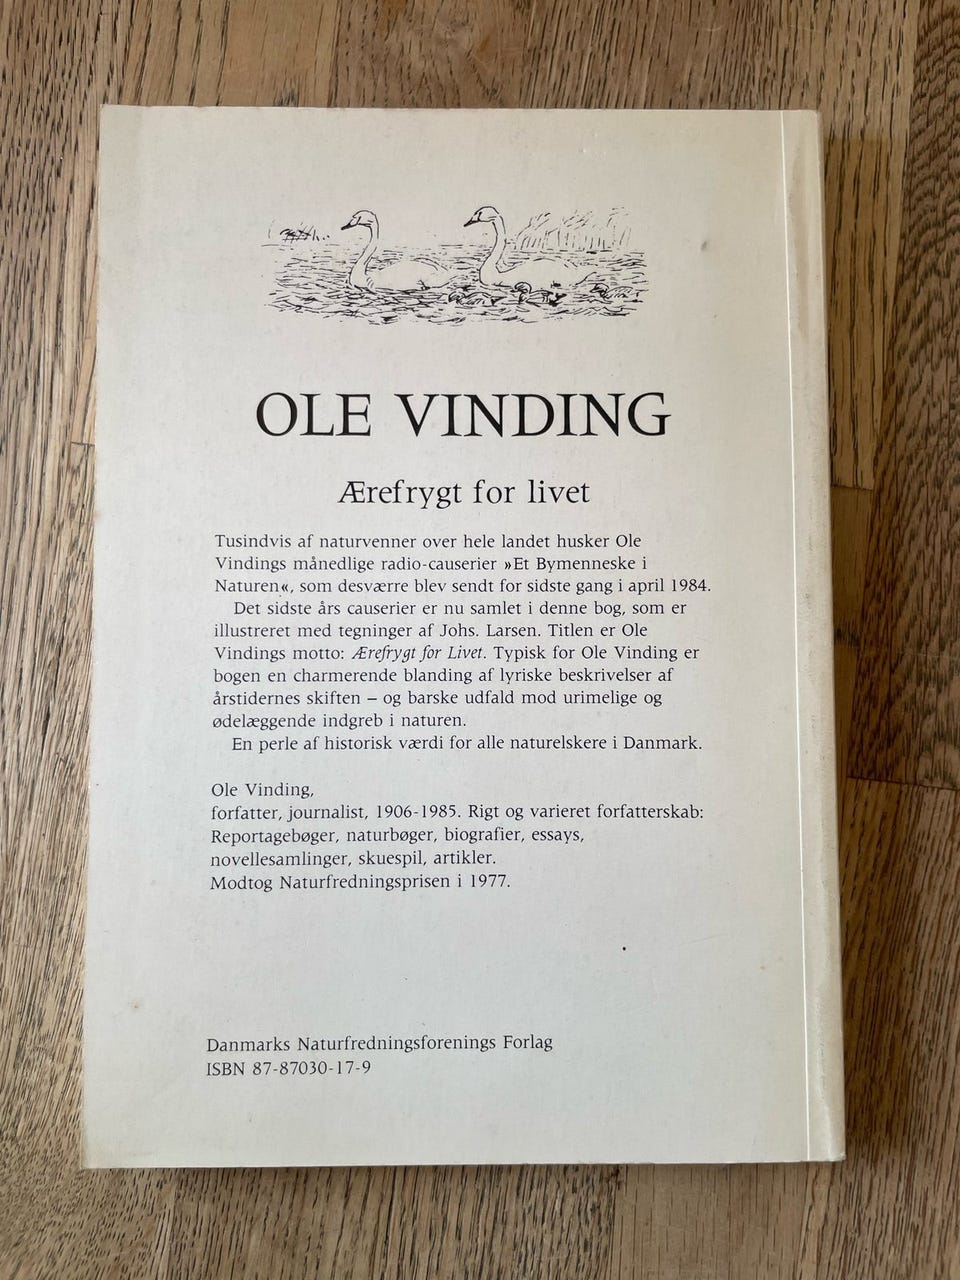 OLE VINDING
Ærefrygt for livet
Tusindvis af naturvenner over hele landet husker Ole
Vindings månedlige radio-causerier »Et Bymenneske i
Naturen«, som desværre blev sendt for sidste gang i april 1984.
Det sidste års causerier er nu samlet i denne bog, som er
illustreret med tegninger af Johs. Larsen. Titlen er Ole
Vindings motto: Ærefrygt for Livet. Typisk for Ole Vinding er
bogen en charmerende blanding af lyriske beskrivelser af
årstidernes skiften – og barske udfald mod urimelige og
ødelæggende indgreb i naturen.
En perle af historisk værdi for alle naturelskere i Danmark.
Ole Vinding,
forfatter, journalist, 1906-1985. Rigt og varieret forfatterskab:
Reportagebøger, naturbøger, biografier, essays,
novellesamlinger, skuespil, artikler.
Modtog Naturfredningsprisen i 1977.
Danmarks Naturfredningsforenings Forlag
ISBN 87-87030-17-9